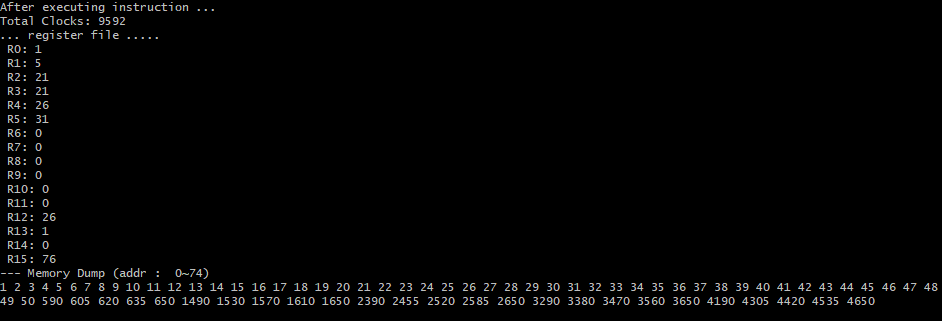 After executing instruction ...
Total Clocks: 9592
... register file .....
R0: 1
R1: 5
R2: 21
R3: 21
R4: 26
R5: 31
R6: 0
R7: 0
R8: 0
R9: 0
R10: 0
R11: 0
R12: 26
R13: 1
R14: 0
R15: 76
--- Memory Dump (addr :  0~74)
1 2 3 4 5 6 7 8 9 10 11 12 13 14 15 16 17 18 19 20 21 22 23 24 25 26 27 28 29 30 31 32 33 34 35 36 37 38 39 40 41 42 43 44 45 46 47 48
49 50 590 605 620 635 650 1490 1530 1570 1610 1650 2390 2455 2520 2585 2650 3290 3380 3470 3560 3650 4190 4305 4420 4535 4650